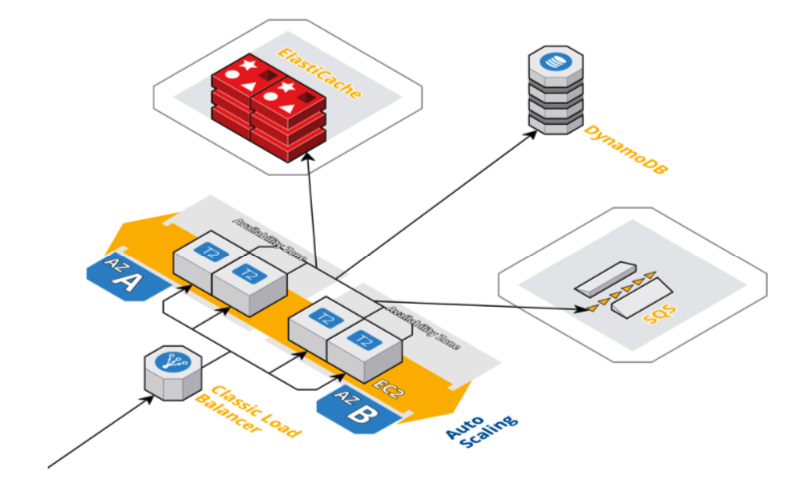 ElastiCache
DynamoDB
Availability Zone
T2
T2
AZ
A
T2
T2
Availability Zone
SQS
EC2
AZ
B
Classic Load
Balancer
Auto
Scaling